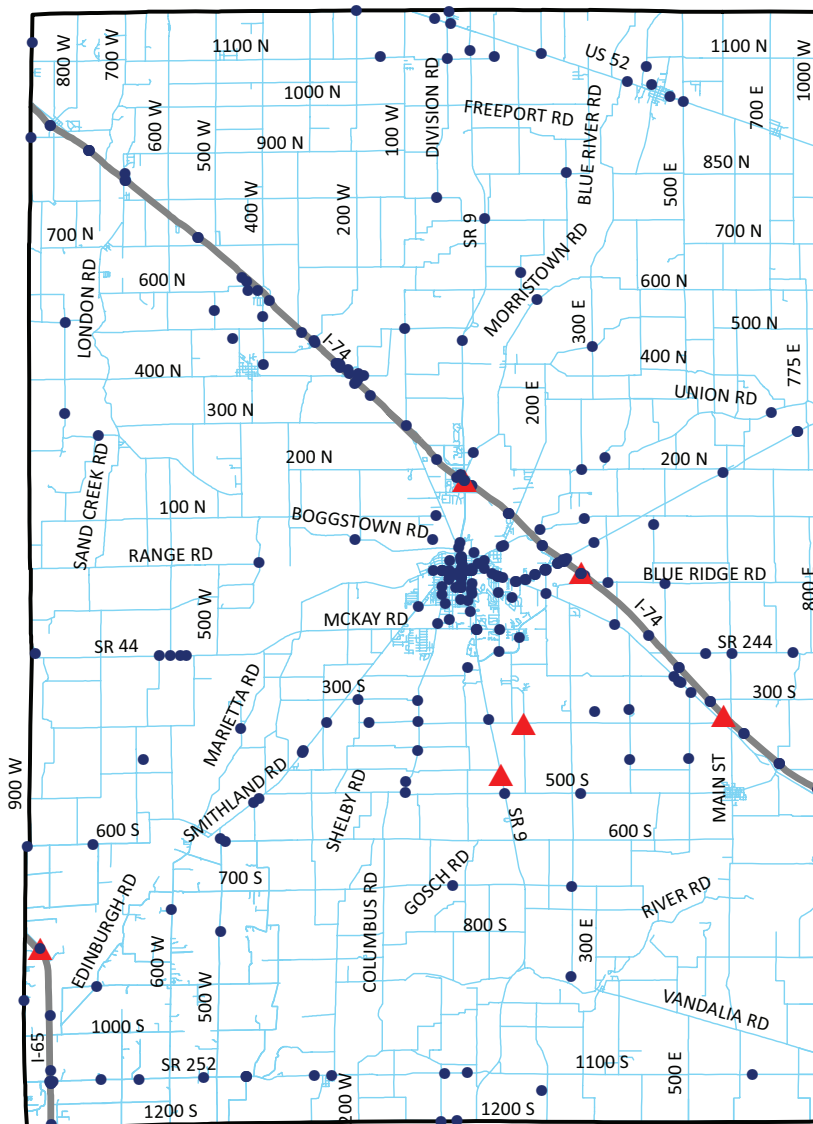 1100 N
US 52
1100 N
800 W
700 W
DIVISION RD
1000 W
1000 N
FREEPORT RD
BLUE RIVER RD
700 E
600 W
500 W
100 W
900 N
850 N
500 E
400 W
200 W
SR 9
700 N
700 N
MORRISTOWN RD
LONDON RD
600 N
600 N
300 E
I-74
500 N
775 E
400 N
400 N
UNION RD
300 N
200 E
SAND CREEK RD
200 N
200 N
100 N
BOGGSTOWN RD
RANGE RD
BLUE RIDGE RD
800 E
500 W
MCKAY RD
I-74
SR 44
SR 244
MARIETTA RD
300 S
300 S
900 W
SMITHLAND RD
SHELBY RD
500 S
MAIN ST
SR 9
600 S
600 S
700 S
GOSCH RD
COLUMBUS RD
RIVER RD
EDINBURGH RD
800 S
300 E
600 W
500 W
VANDALIA RD
1000 S
I-65
SR 252
1100 S
500 E
200 W
1200 S
1200 S